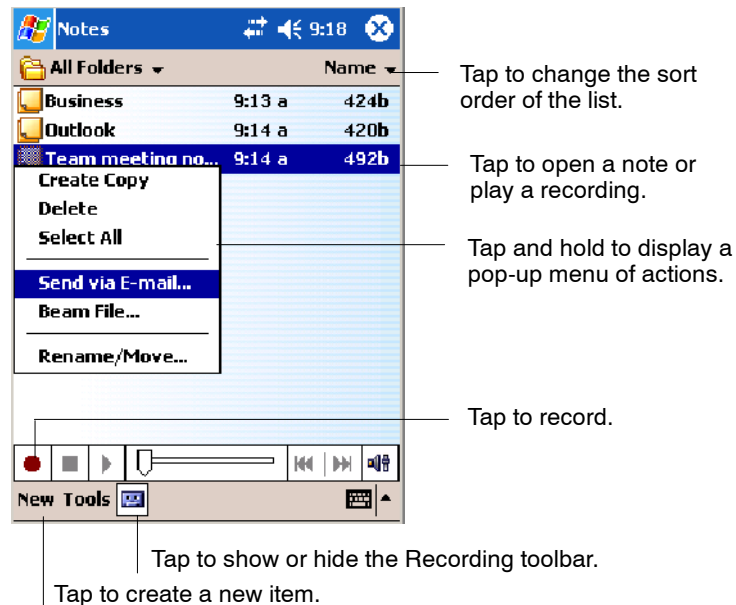 Notes 9:18
All Folders Name
Business 9:13 a 424b
Outlook 9:14 a 420b
Team meeting no... 9:14 a 492b
Create Copy
Delete
Select All
Send via E-mail...
Beam File...
Rename/Move...
New Tools
Tap to change the sort
order of the list.
Tap to open a note or
play a recording.
Tap and hold to display a
pop-up menu of actions.
Tap to record.
Tap to show or hide the Recording toolbar.
Tap to create a new item.